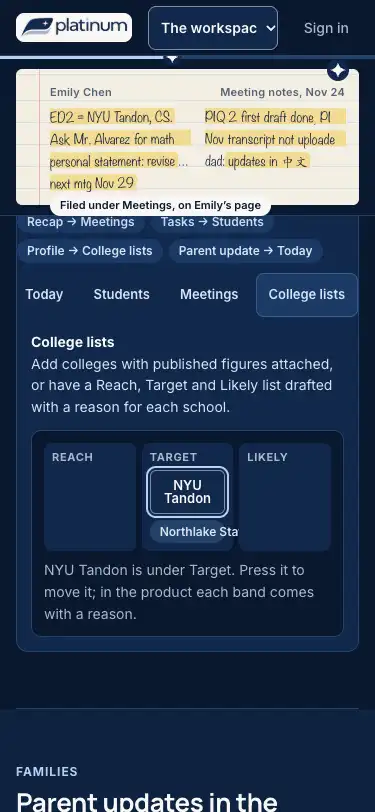 platinum
The workspac
Sign in
Emily Chen
Meeting notes, Nov 24
ED2 = NYU Tandon, CS.
Ask Mr. Alvarez for math
personal statement: revise ...
next mtg Nov 29
PIQ 2 first draft done, PI
Nov transcript not uploade
dad: updates in 中文
Filed under Meetings, on Emily's page
Recap → Meetings
Tasks → Students
Profile → College lists
Parent update → Today
Today
Students
Meetings
College lists
College lists
Add colleges with published figures attached,
or have a Reach, Target and Likely list drafted
with a reason for each school.
REACH
TARGET
LIKELY
NYU
Tandon
Northlake Sta
NYU Tandon is under Target. Press it to
move it; in the product each band comes
with a reason.
FAMILIES
Parent updates in the